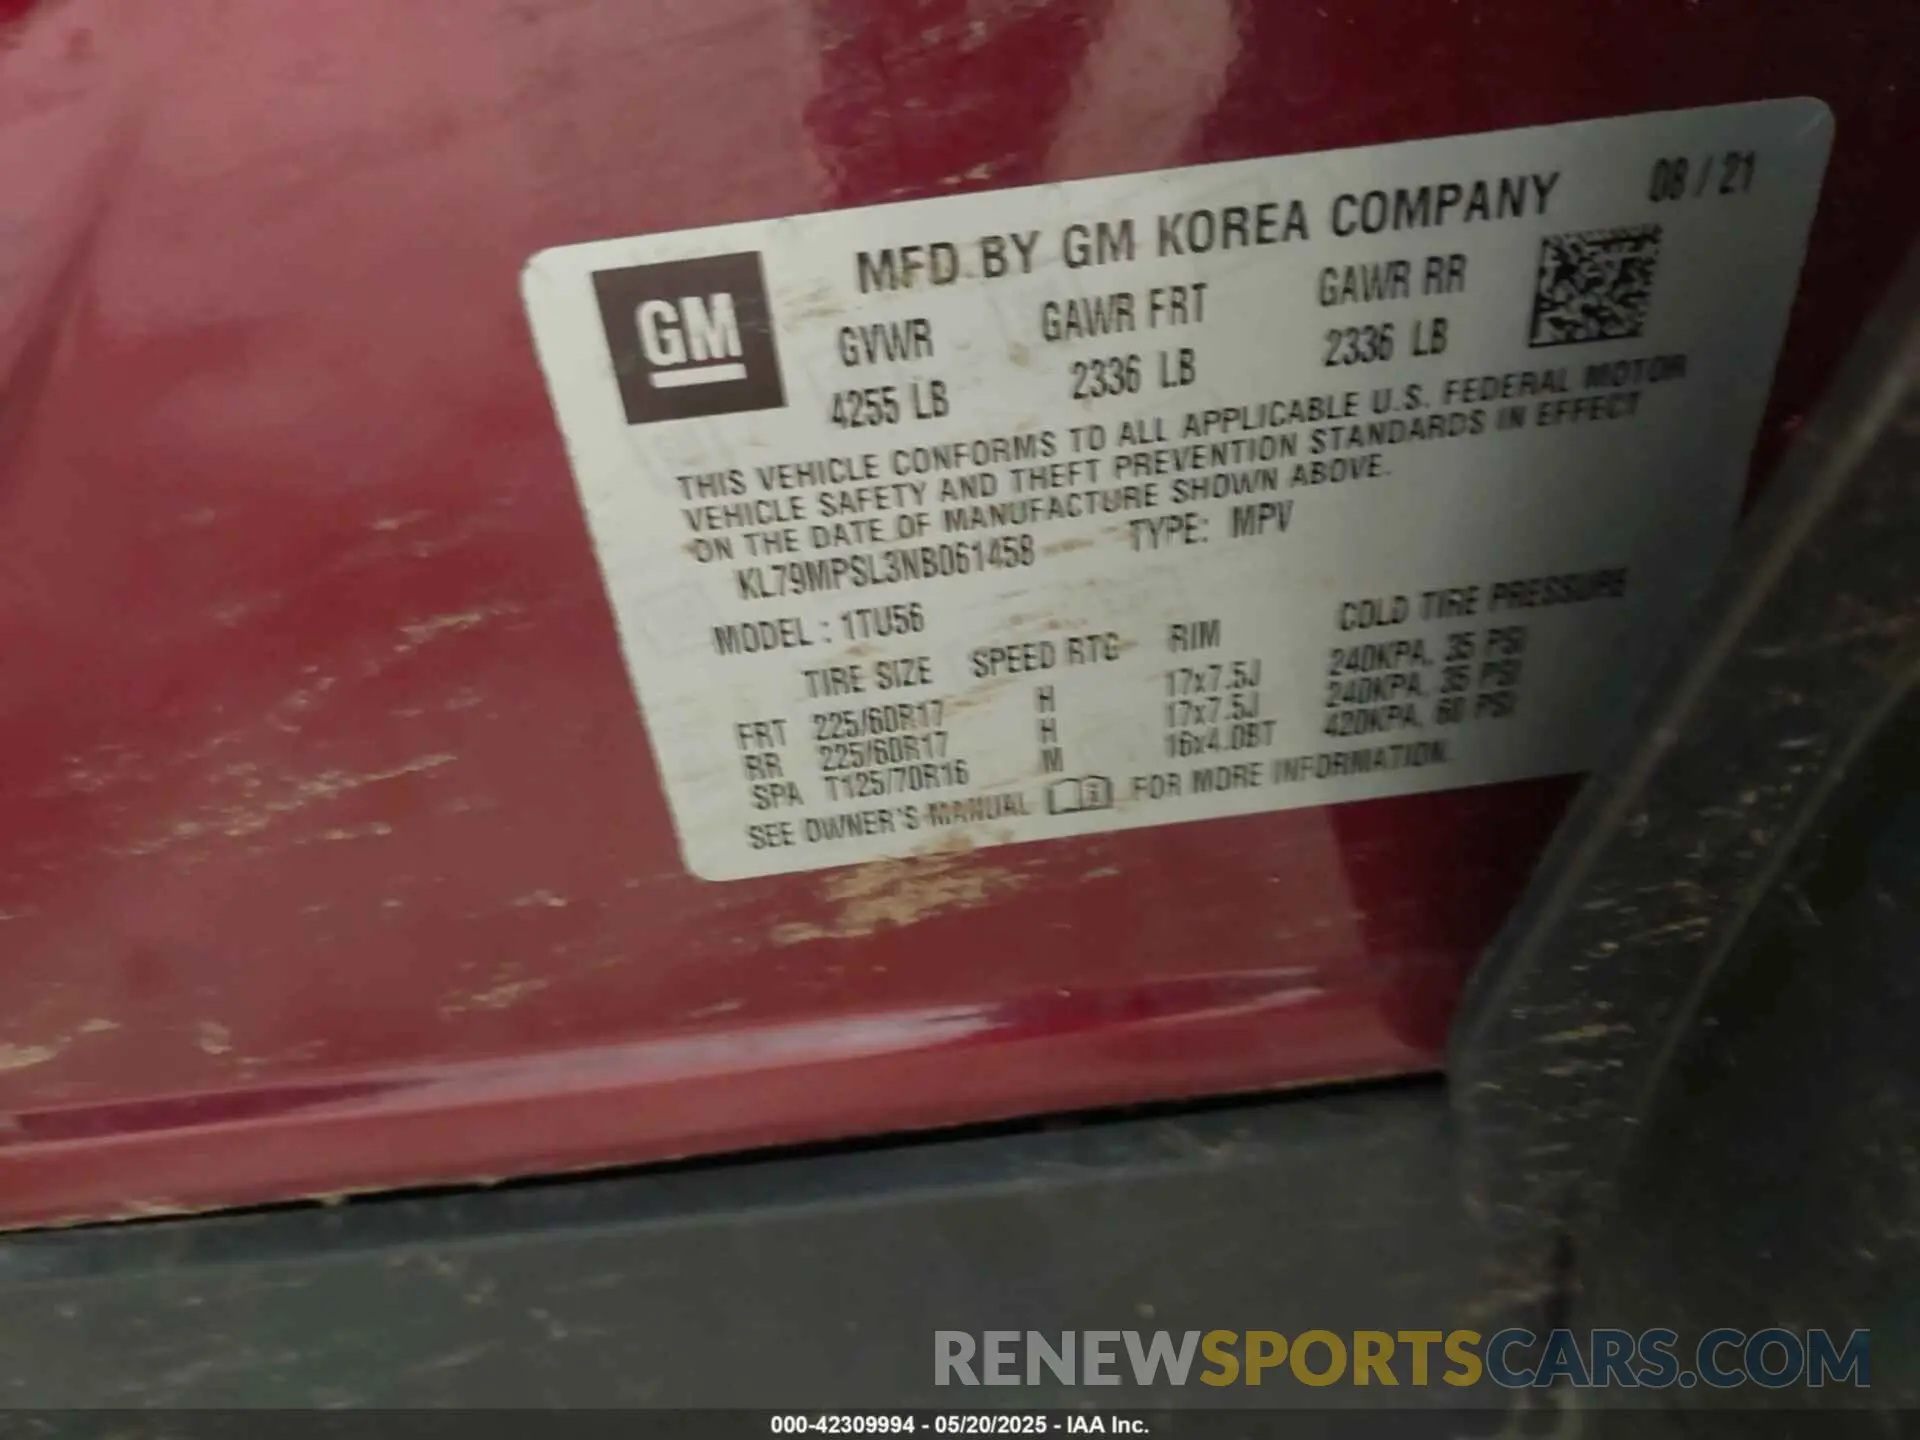 MFD BY GM KOREA COMPANY 08 / 21
GM
GVWR GAWR FRT GAWR RR
4255 LB 2336 LB 2336 LB
THIS VEHICLE CONFORMS TO ALL APPLICABLE U.S. FEDERAL MOTOR
VEHICLE SAFETY AND THEFT PREVENTION STANDARDS IN EFFECT
ON THE DATE OF MANUFACTURE SHOWN ABOVE.
KL79MPSL3NB061458 TYPE: MPV
MODEL : 1TU56
TIRE SIZE SPEED RTG RIM COLD TIRE PRESSURE
FRT 225/60R17 H 17x7.5J 240KPA, 35 PSI
RR 225/60R17 H 17x7.5J 240KPA, 35 PSI
SPA T125/70R16 M 16x4.0BT 420KPA, 60 PSI
SEE OWNER'S MANUAL FOR MORE INFORMATION.
RENEWSPORTSCARS.COM
000-42309994 - 05/20/2025 - IAA Inc.